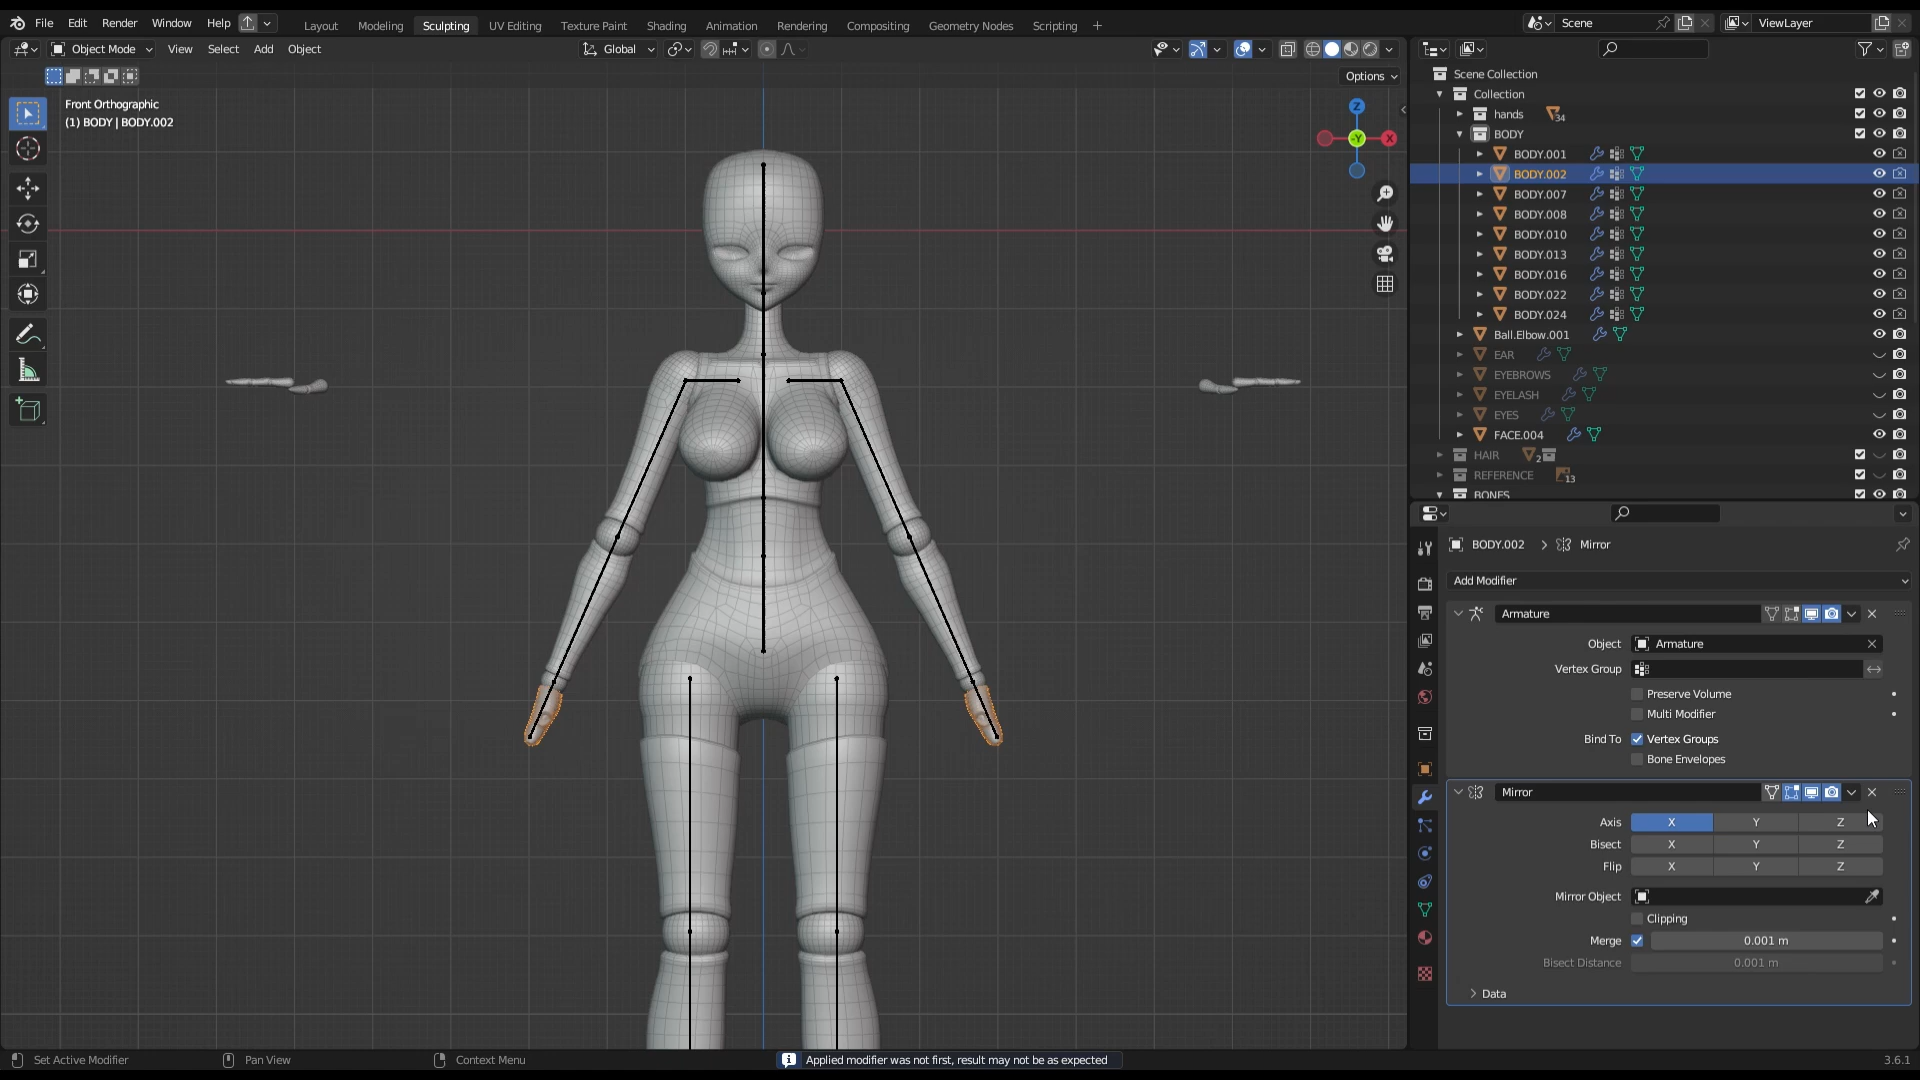 File Edit Render Window Help
Layout Modeling Sculpting UV Editing Texture Paint Shading Animation Rendering Compositing Geometry Nodes Scripting +
Scene
ViewLayer
Object Mode View Select Add Object
Global
Options
Front Orthographic
(1) BODY | BODY.002
Z
-Y
X
Scene Collection
Collection
hands 34
BODY
BODY.001
BODY.002
BODY.007
BODY.008
BODY.010
BODY.013
BODY.016
BODY.022
BODY.024
Ball.Elbow.001
EAR
EYEBROWS
EYELASH
EYES
FACE.004
HAIR 2
REFERENCE 13
BONES
BODY.002 > Mirror
Add Modifier
Armature
Object Armature
Vertex Group
Preserve Volume
Multi Modifier
Bind To Vertex Groups
Bone Envelopes
Mirror
Axis X Y Z
Bisect X Y Z
Flip X Y Z
Mirror Object
Clipping
Merge 0.001 m
Bisect Distance 0.001 m
Data
Set Active Modifier
Pan View
Context Menu
Applied modifier was not first, result may not be as expected
3.6.1